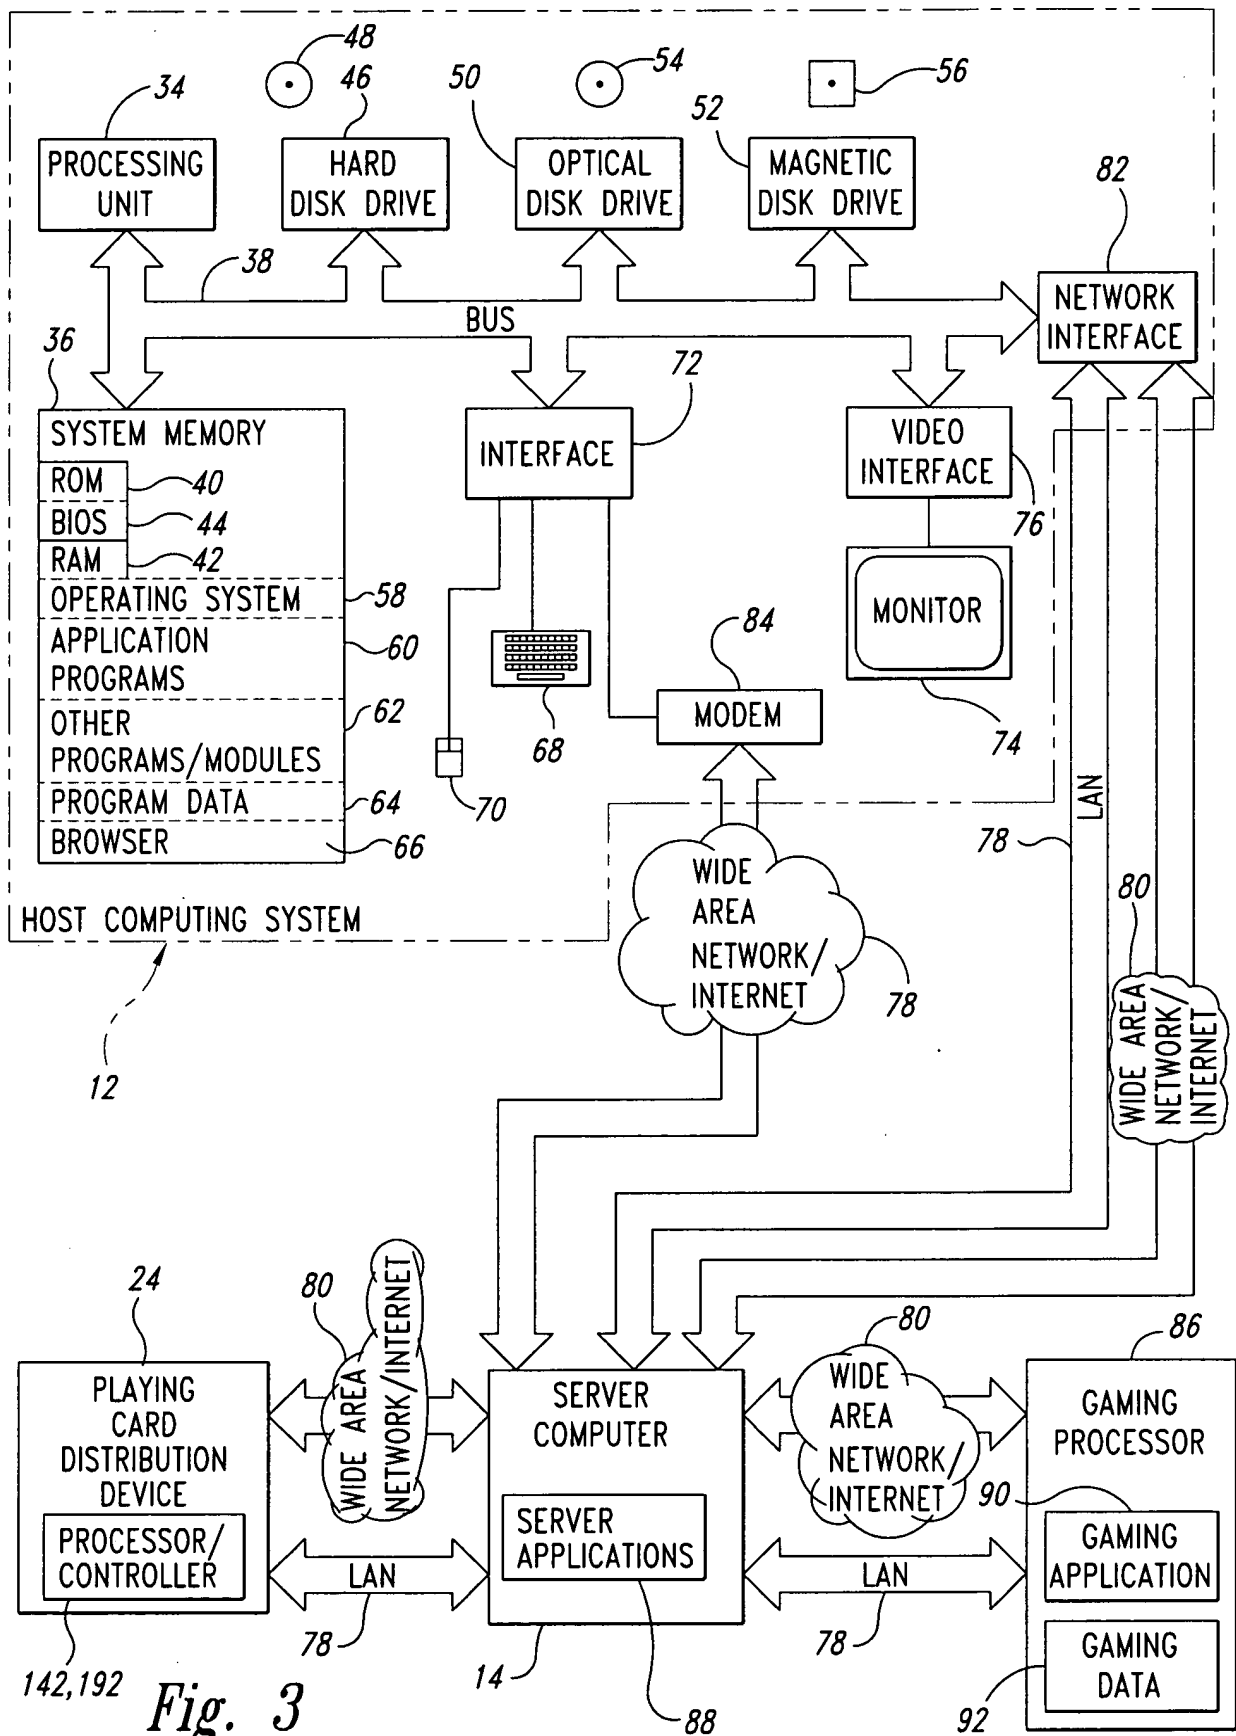 48
54
56
34
46
50
52
82
PROCESSING
UNIT
HARD
DISK DRIVE
OPTICAL
DISK DRIVE
MAGNETIC
DISK DRIVE
38
BUS
NETWORK
INTERFACE
36
72
SYSTEM MEMORY
ROM
40
BIOS
44
RAM
42
OPERATING SYSTEM
58
APPLICATION
PROGRAMS
60
OTHER
PROGRAMS/MODULES
62
PROGRAM DATA
64
BROWSER
66
INTERFACE
VIDEO
INTERFACE
76
MONITOR
74
84
MODEM
68
70
HOST COMPUTING SYSTEM
12
WIDE
AREA
NETWORK/
INTERNET
78
LAN
78
80
WIDE AREA
NETWORK/
INTERNET
24
PLAYING
CARD
DISTRIBUTION
DEVICE
PROCESSOR/
CONTROLLER
142,192
80
WIDE AREA
NETWORK/INTERNET
LAN
78
SERVER
COMPUTER
SERVER
APPLICATIONS
14
88
80
WIDE
AREA
NETWORK/
INTERNET
LAN
78
86
GAMING
PROCESSOR
90
GAMING
APPLICATION
GAMING
DATA
92
Fig. 3